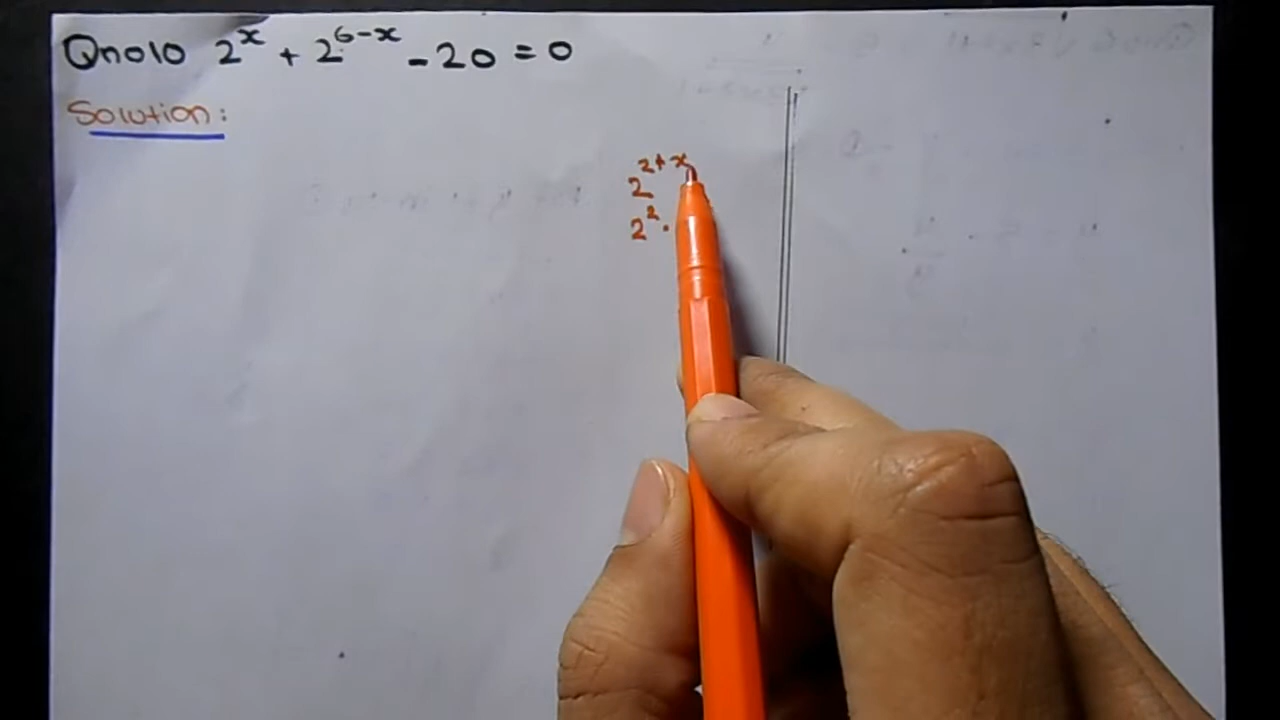 Qno10 2^x + 2^{6-x} - 20 = 0
Solution:
2^{2+x}
2^2 ·